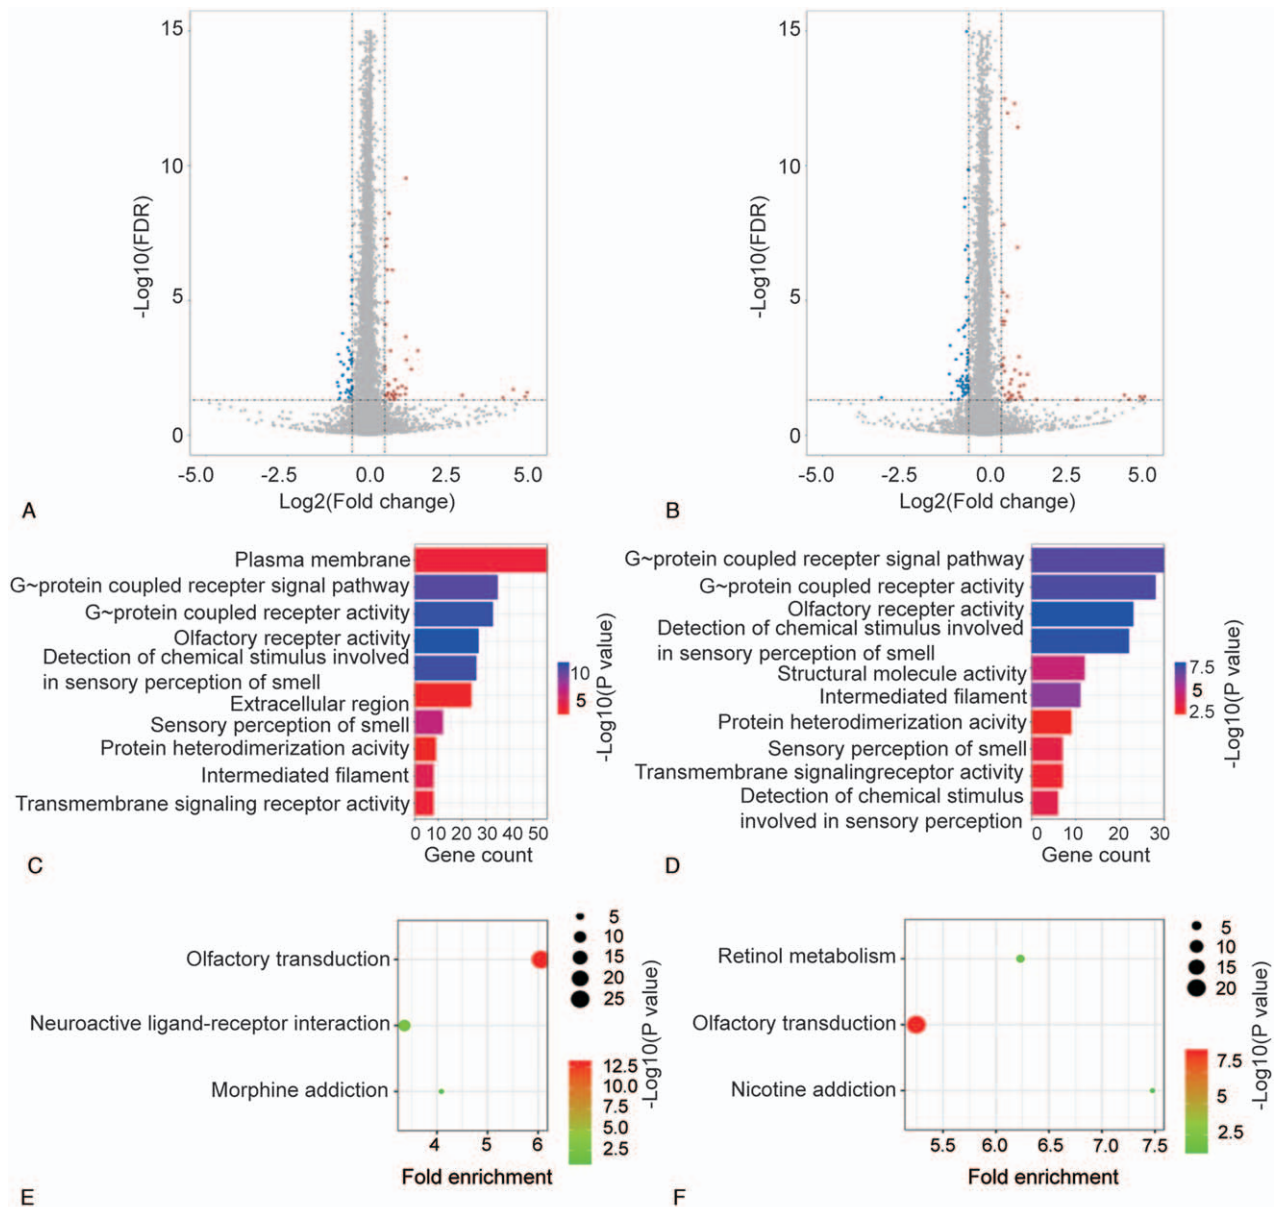 15
10
5
0
-Log10(FDR)
-5.0 -2.5 0.0 2.5 5.0
Log2(Fold change)
A
15
10
5
0
-Log10(FDR)
-5.0 -2.5 0.0 2.5 5.0
Log2(Fold change)
B
Plasma membrane
G~protein coupled recepter signal pathway
G~protein coupled recepter activity
Olfactory recepter activity
Detection of chemical stimulus involved
in sensory perception of smell
Extracellular region
Sensory perception of smell
Protein heterodimerization acivity
Intermediated filament
Transmembrane signaling receptor activity
0 10 20 30 40 50
Gene count
10
5
-Log10(P value)
C
G~protein coupled recepter signal pathway
G~protein coupled recepter activity
Olfactory recepter activity
Detection of chemical stimulus involved
in sensory perception of smell
Structural molecule activity
Intermediated filament
Protein heterodimerization acivity
Sensory perception of smell
Transmembrane signalingreceptor activity
Detection of chemical stimulus
involved in sensory perception
0 10 20 30
Gene count
7.5
5
2.5
-Log10(P value)
D
Olfactory transduction
Neuroactive ligand-receptor interaction
Morphine addiction
4 5 6
Fold enrichment
5
10
15
20
25
12.5
10.0
7.5
5.0
2.5
-Log10(P value)
E
Retinol metabolism
Olfactory transduction
Nicotine addiction
5.5 6.0 6.5 7.0 7.5
Fold enrichment
5
10
15
20
7.5
5
2.5
-Log10(P value)
F